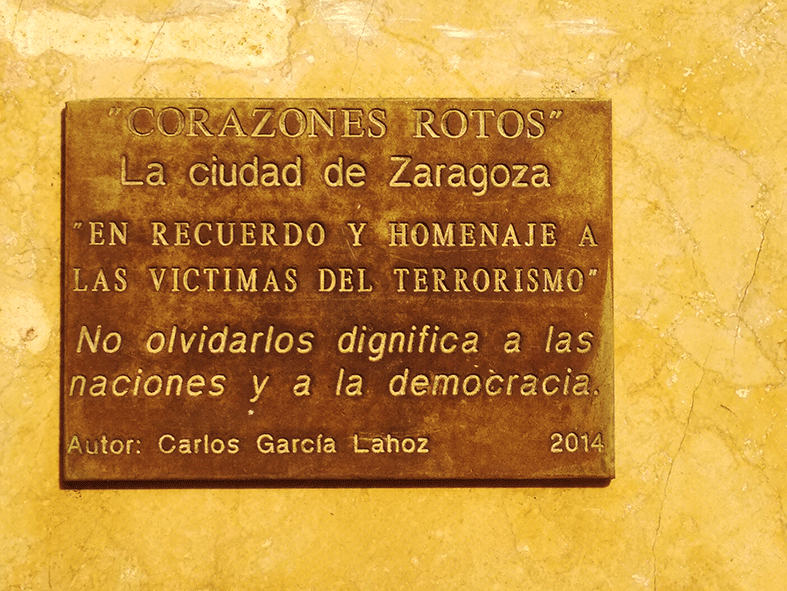 "CORAZONES ROTOS"
La ciudad de Zaragoza
"EN RECUERDO Y HOMENAJE A
LAS VICTIMAS DEL TERRORISMO"
No olvidarlos dignifica a las
naciones y a la democracia.
Autor: Carlos García Lahoz 2014